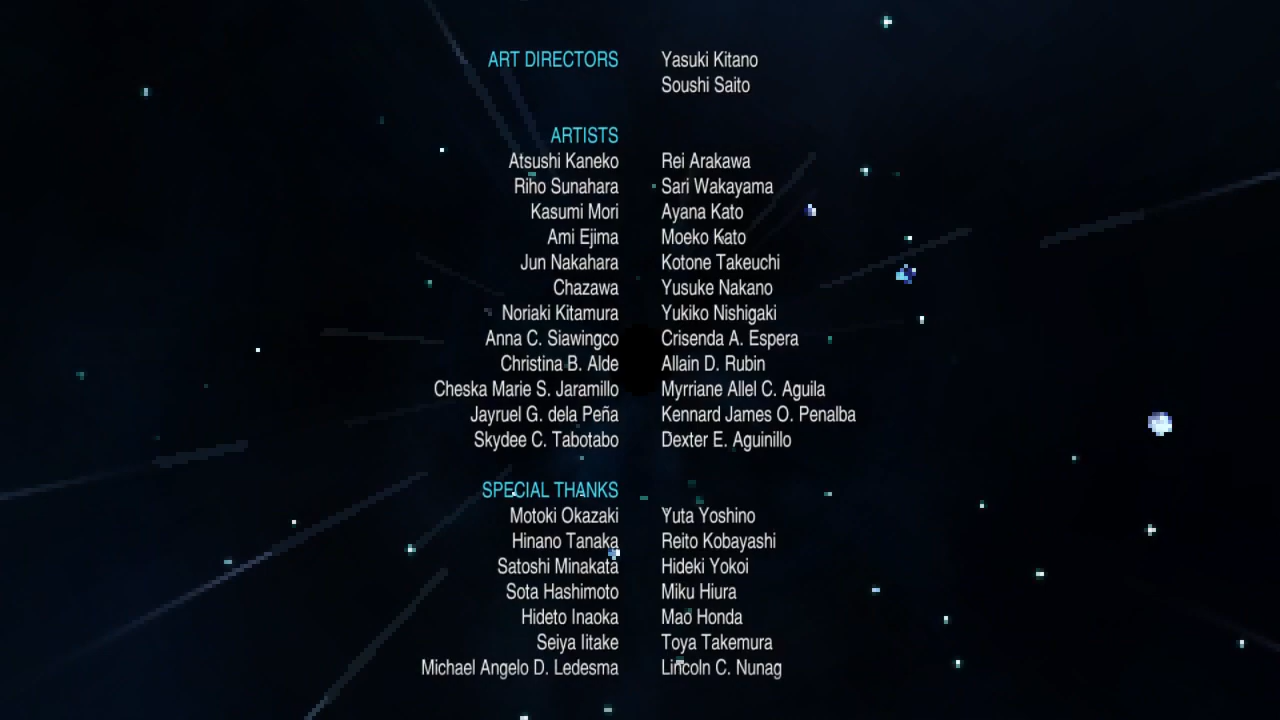 ART DIRECTORS Yasuki Kitano
Soushi Saito
ARTISTS
Atsushi Kaneko Rei Arakawa
Riho Sunahara Sari Wakayama
Kasumi Mori Ayana Kato
Ami Ejima Moeko Kato
Jun Nakahara Kotone Takeuchi
Chazawa Yusuke Nakano
Noriaki Kitamura Yukiko Nishigaki
Anna C. Siawingco Crisenda A. Espera
Christina B. Alde Allain D. Rubin
Cheska Marie S. Jaramillo Myrriane Allel C. Aguila
Jayruel G. dela Peña Kennard James O. Penalba
Skydee C. Tabotabo Dexter E. Aguinillo
SPECIAL THANKS
Motoki Okazaki Yuta Yoshino
Hinano Tanaka Reito Kobayashi
Satoshi Minakata Hideki Yokoi
Sota Hashimoto Miku Hiura
Hideto Inaoka Mao Honda
Seiya Iitake Toya Takemura
Michael Angelo D. Ledesma Lincoln C. Nunag